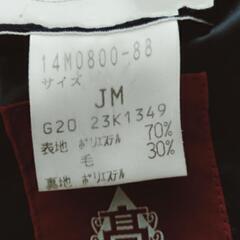 14M0800-88
サイズ
JM
G20 23K1349
表地 ポリエステル 70%
毛 30%
裏地 ポリエステル
高